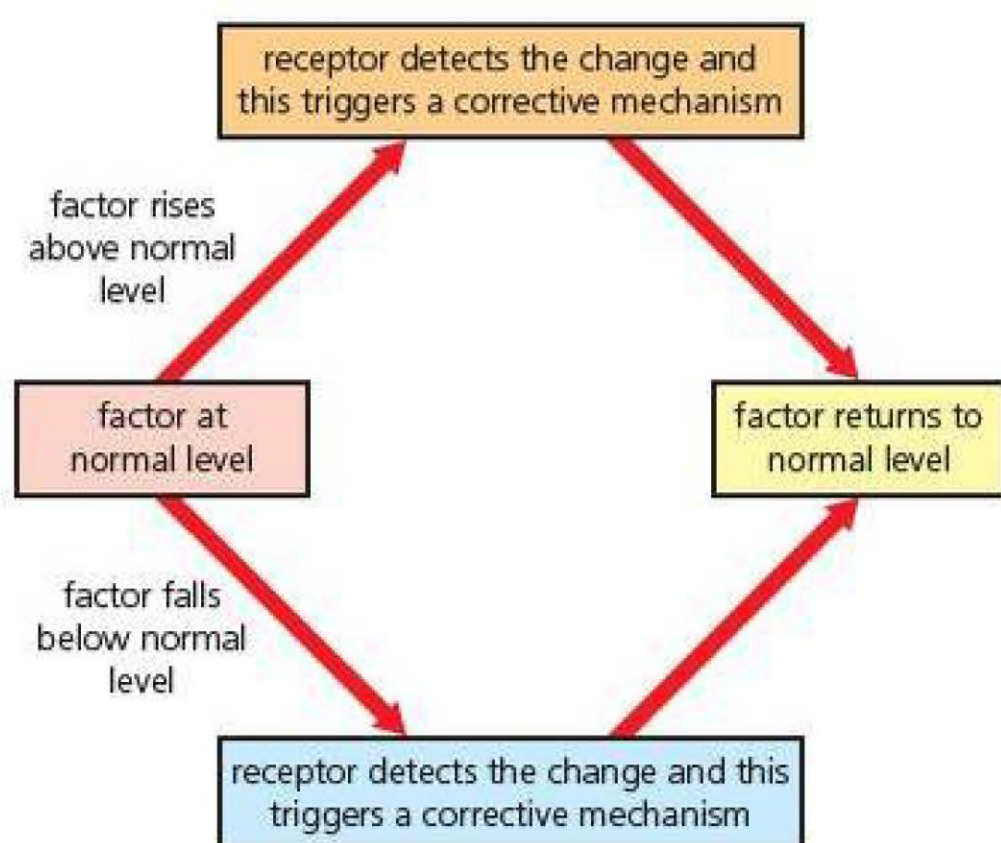 receptor detects the change and
this triggers a corrective mechanism
factor rises
above normal
level
factor at
normal level
factor returns to
normal level
factor falls
below normal
level
receptor detects the change and this
triggers a corrective mechanism